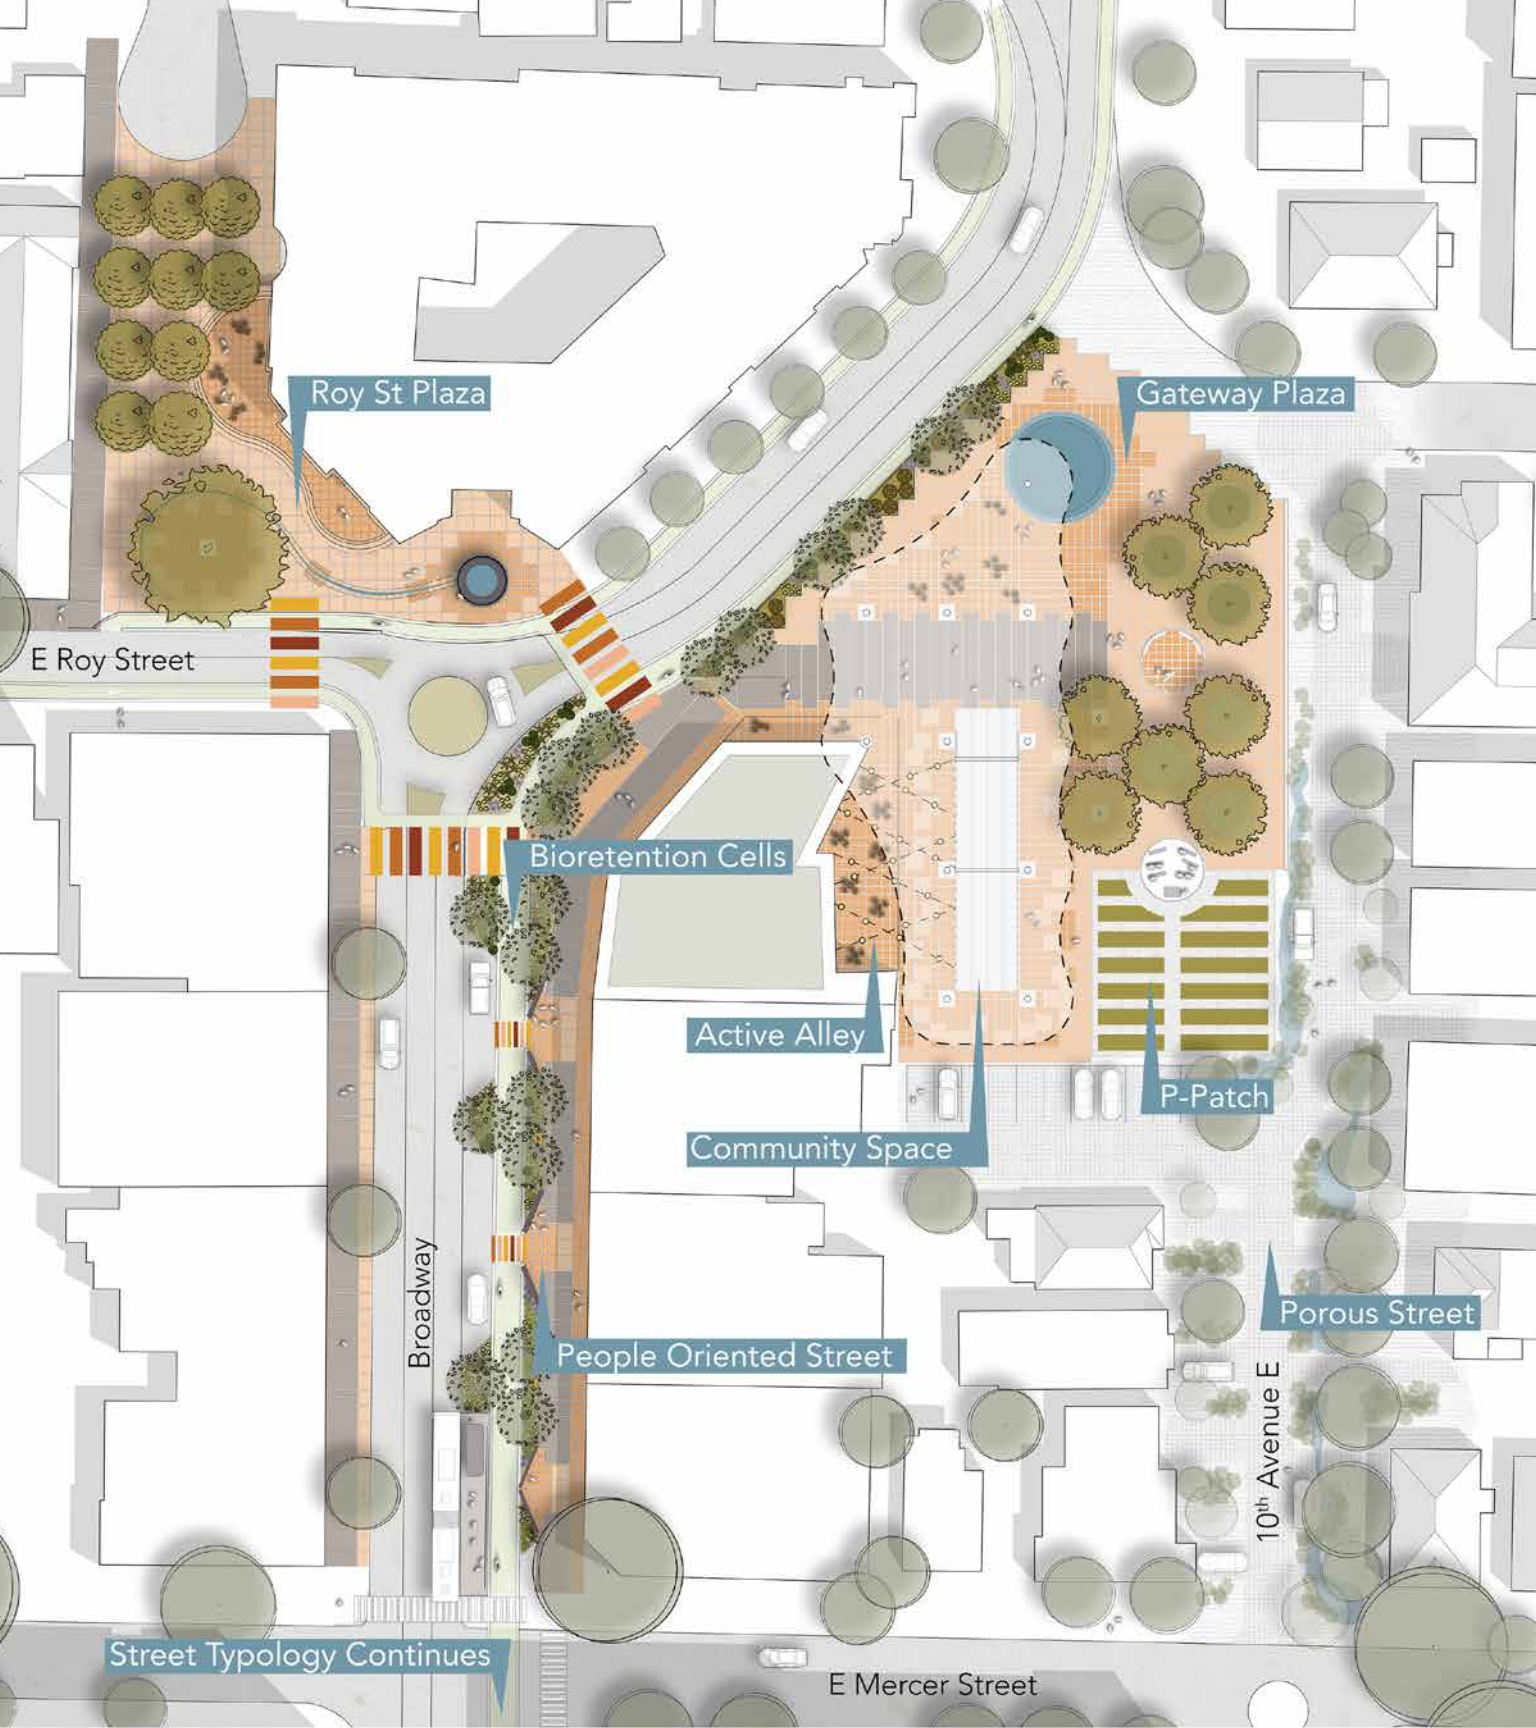 Roy St Plaza
Gateway Plaza
E Roy Street
Bioretention Cells
Active Alley
P-Patch
Community Space
Broadway
Porous Street
People Oriented Street
10th Avenue E
Street Typology Continues
E Mercer Street